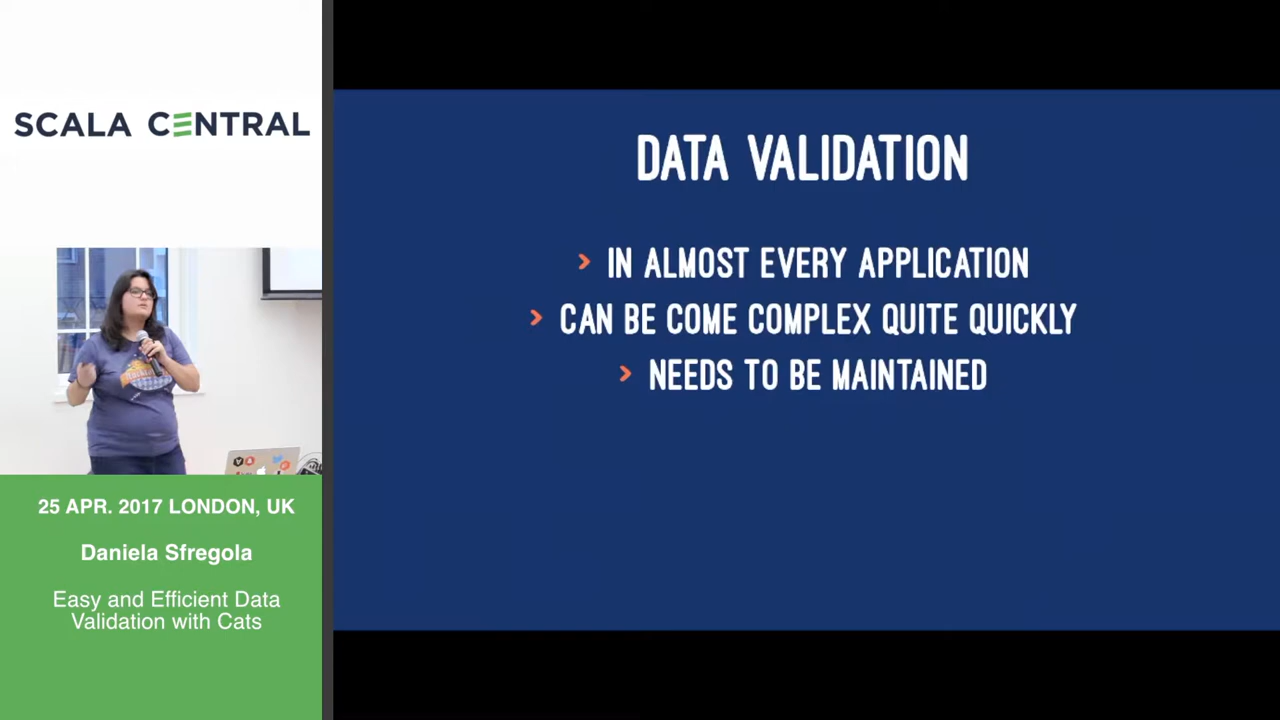 SCALA CENTRAL
25 APR. 2017 LONDON, UK
Daniela Sfregola
Easy and Efficient Data
Validation with Cats
DATA VALIDATION
> IN ALMOST EVERY APPLICATION
> CAN BE COME COMPLEX QUITE QUICKLY
> NEEDS TO BE MAINTAINED